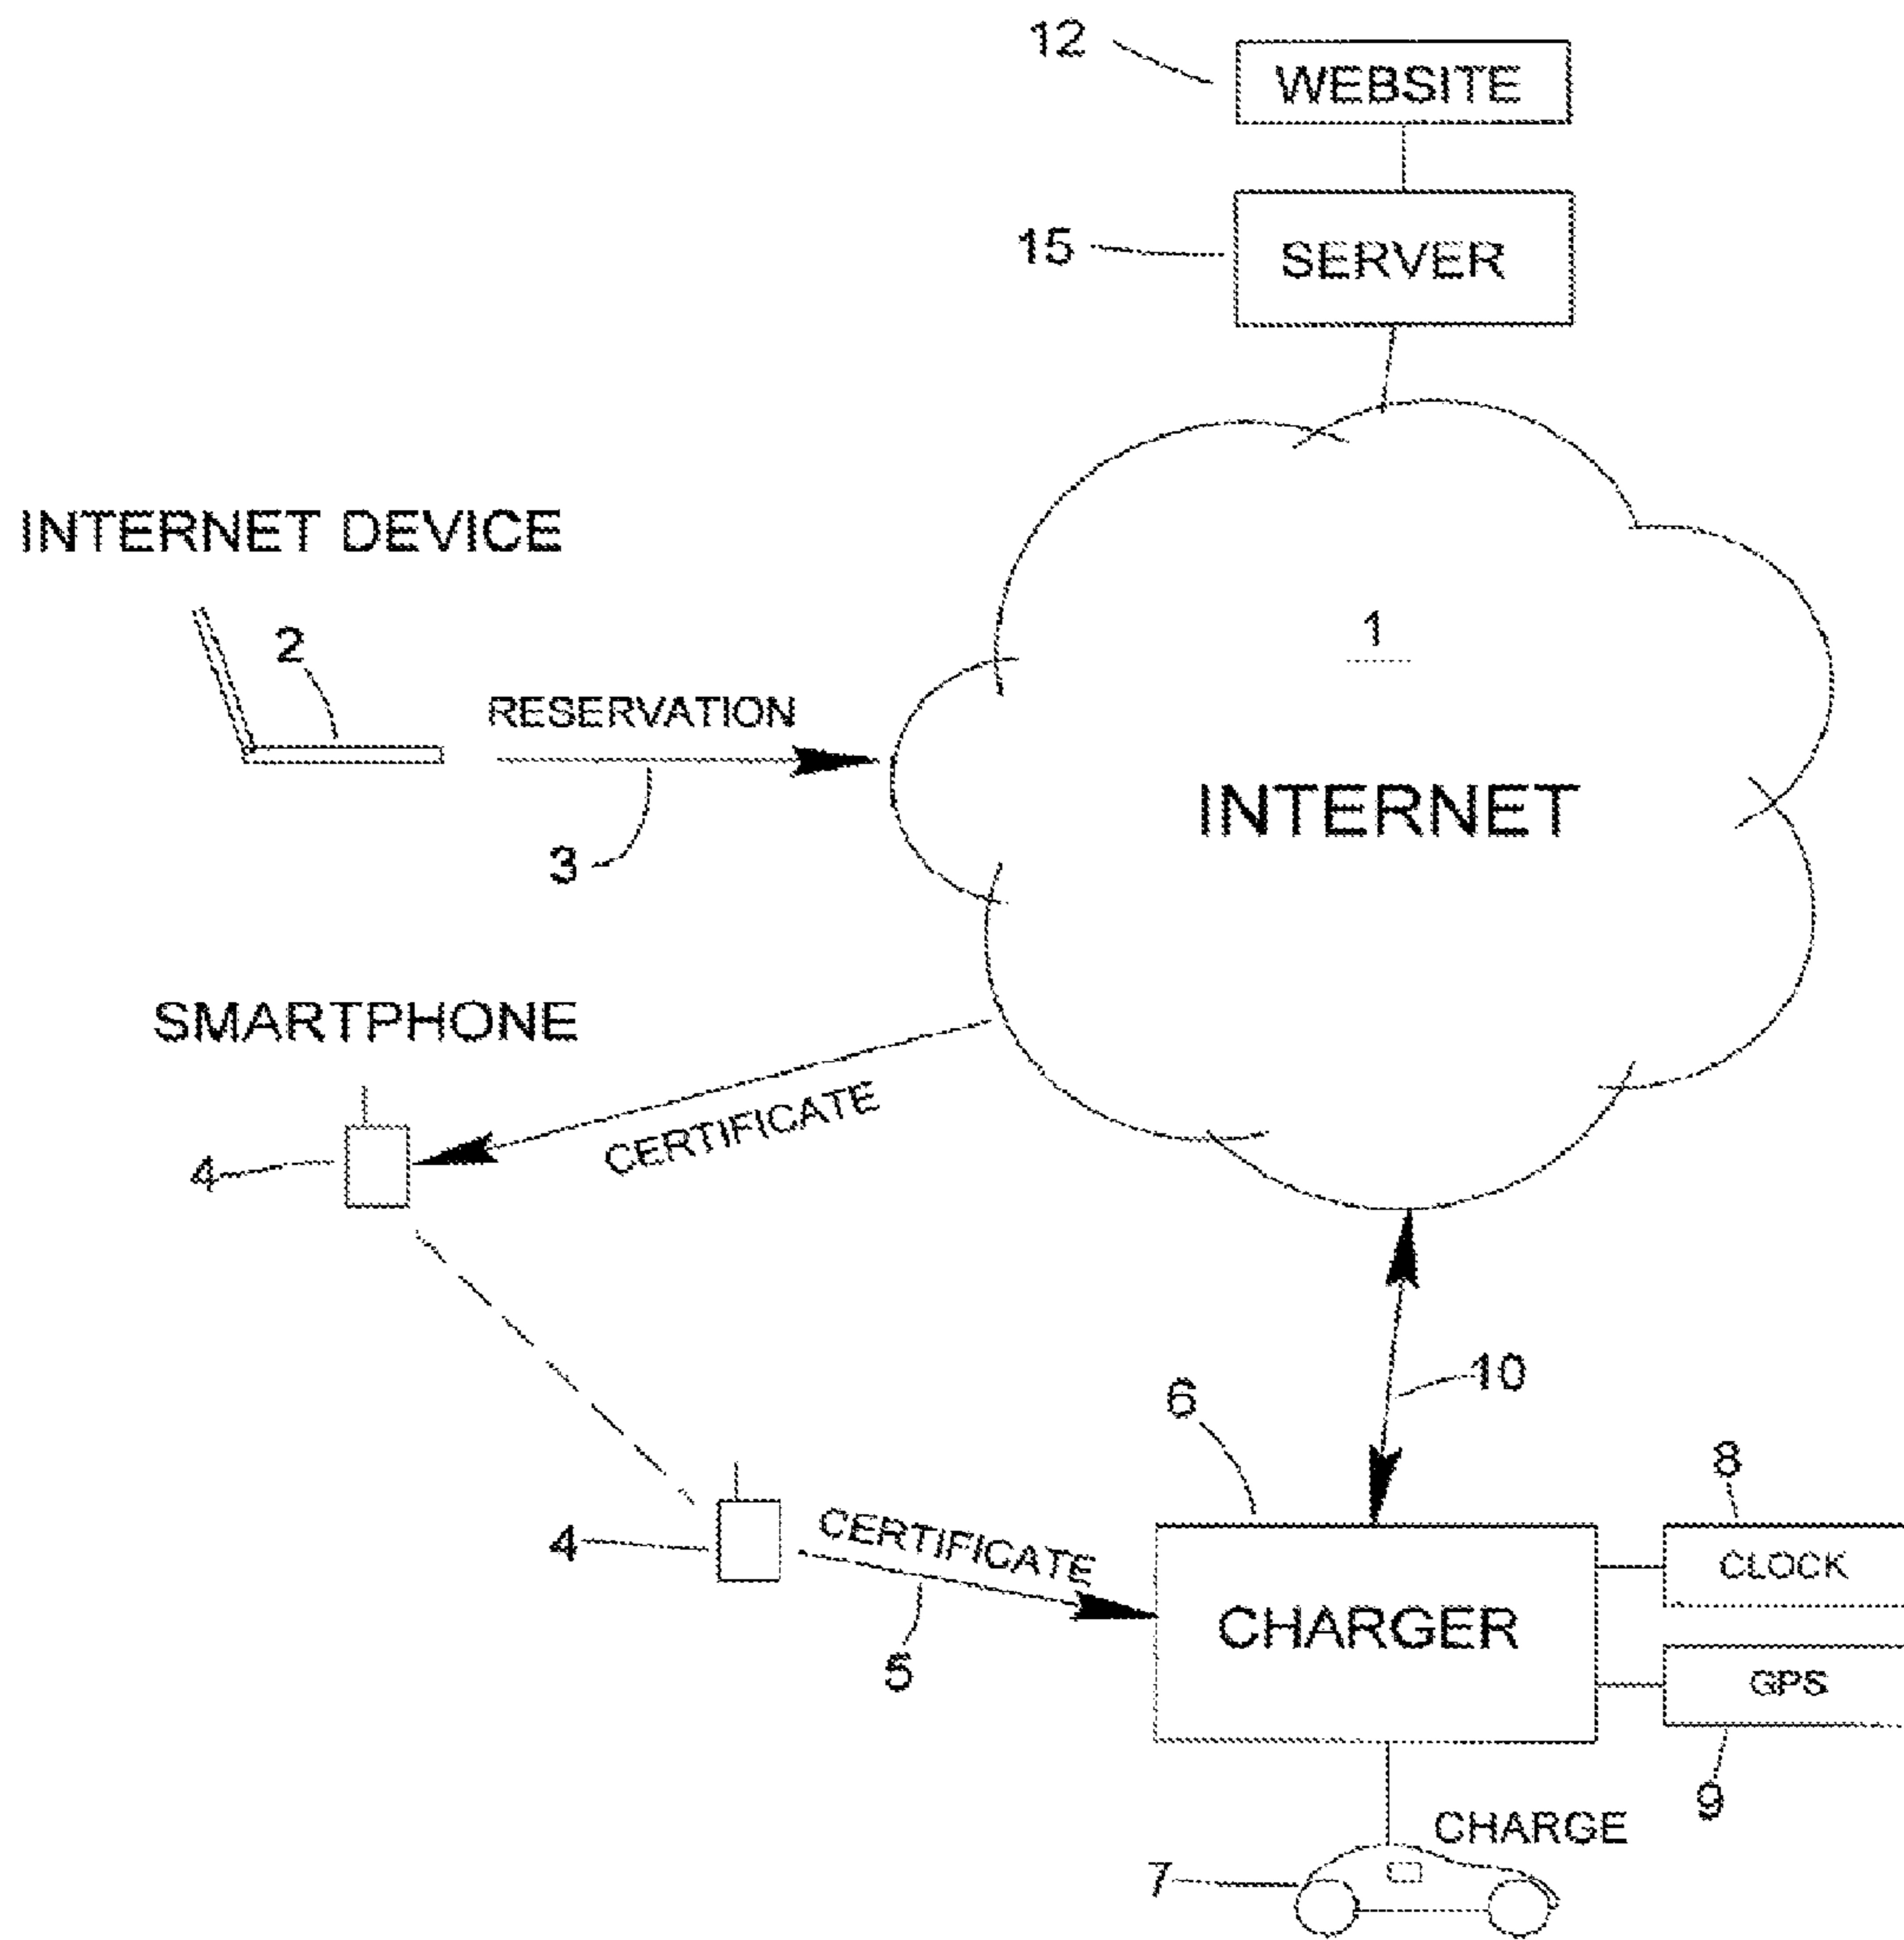 12
WEBSITE
15
SERVER
INTERNET DEVICE
2
RESERVATION
3
1
INTERNET
SMARTPHONE
4
CERTIFICATE
10
6
8
CLOCK
4
CERTIFICATE
5
CHARGER
GPS
9
CHARGE
7